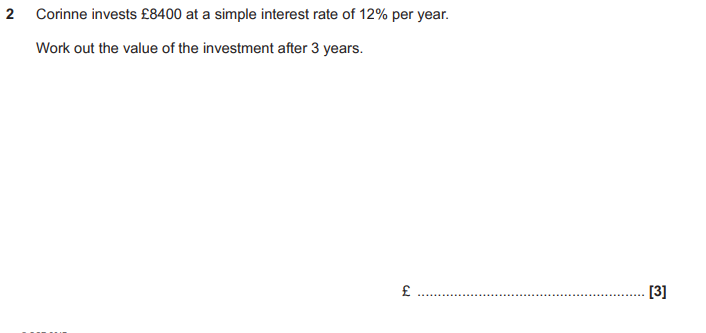 2 Corinne invests £8400 at a simple interest rate of 12% per year.
Work out the value of the investment after 3 years.
£ ........................................................ [3]